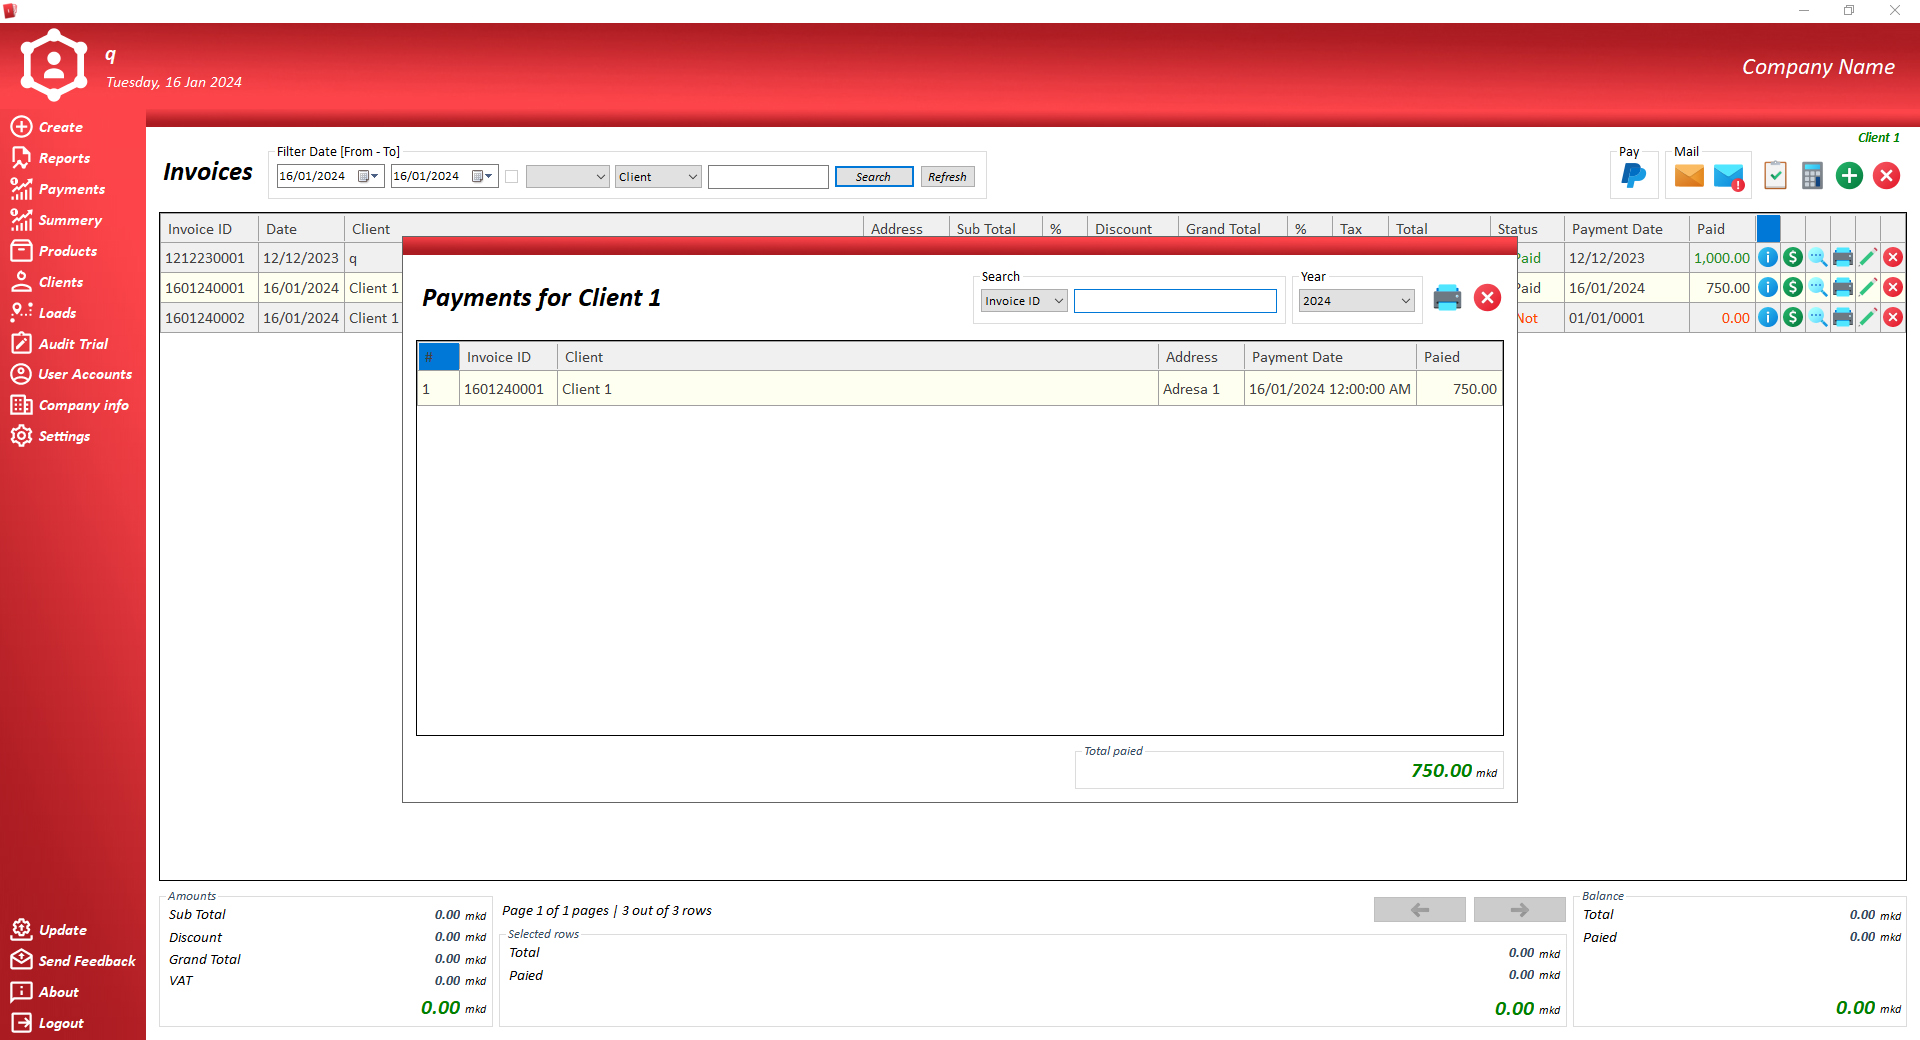 q
Tuesday, 16 Jan 2024
Company Name
Create
Reports
Payments
Summery
Products
Clients
Loads
Audit Trial
User Accounts
Company info
Settings
Update
Send Feedback
About
Logout
Client 1
Invoices
Filter Date [From - To]
16/01/2024 16/01/2024 Client Search Refresh
Pay Mail
Invoice ID Date Client Address Sub Total % Discount Grand Total % Tax Total Status Payment Date Paid
1212230001 12/12/2023 q Paid 12/12/2023 1,000.00
1601240001 16/01/2024 Client 1 Paid 16/01/2024 750.00
1601240002 16/01/2024 Client 1 Not 01/01/0001 0.00
Payments for Client 1
Search
Invoice ID
Year
2024
# Invoice ID Client Address Payment Date Paied
1 1601240001 Client 1 Adresa 1 16/01/2024 12:00:00 AM 750.00
Total paied
750.00 mkd
Amounts
Sub Total 0.00 mkd
Discount 0.00 mkd
Grand Total 0.00 mkd
VAT 0.00 mkd
0.00 mkd
Page 1 of 1 pages | 3 out of 3 rows
Selected rows
Total 0.00 mkd
Paied 0.00 mkd
0.00 mkd
Balance
Total 0.00 mkd
Paied 0.00 mkd
0.00 mkd